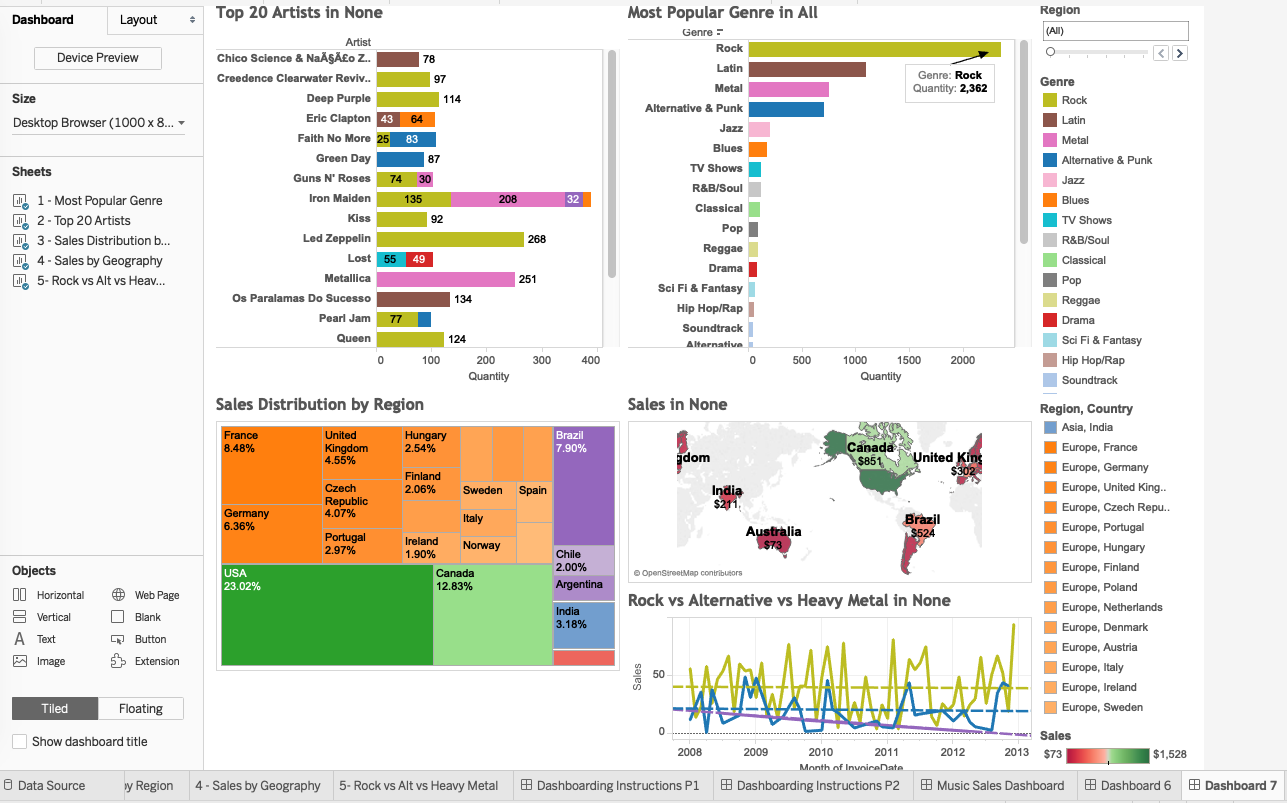 Dashboard
Layout
Device Preview
Size
Desktop Browser (1000 x 8...
Sheets
1 - Most Popular Genre
2 - Top 20 Artists
3 - Sales Distribution b...
4 - Sales by Geography
5- Rock vs Alt vs Heav...
Objects
Horizontal
Web Page
Vertical
Blank
Text
Button
Image
Extension
Tiled
Floating
Show dashboard title
Top 20 Artists in None
Artist
Chico Science & NaÃ§Ã£o Z.. 78
Creedence Clearwater Reviv.. 97
Deep Purple 114
Eric Clapton 43 64
Faith No More 25 83
Green Day 87
Guns N' Roses 74 30
Iron Maiden 135 208 32
Kiss 92
Led Zeppelin 268
Lost 55 49
Metallica 251
Os Paralamas Do Sucesso 134
Pearl Jam 77
Queen 124
0 100 200 300 400
Quantity
Most Popular Genre in All
Genre
Rock
Latin
Metal
Alternative & Punk
Jazz
Blues
TV Shows
R&B/Soul
Classical
Pop
Reggae
Drama
Sci Fi & Fantasy
Hip Hop/Rap
Soundtrack
Alternative
Genre: Rock
Quantity: 2,362
0 500 1000 1500 2000
Quantity
Region
(All)
Genre
Rock
Latin
Metal
Alternative & Punk
Jazz
Blues
TV Shows
R&B/Soul
Classical
Pop
Reggae
Drama
Sci Fi & Fantasy
Hip Hop/Rap
Soundtrack
Sales Distribution by Region
France
8.48%
United
Kingdom
4.55%
Hungary
2.54%
Brazil
7.90%
Finland
2.06%
Czech
Republic
4.07%
Sweden
Spain
Germany
6.36%
Italy
Portugal
2.97%
Ireland
1.90%
Norway
Chile
2.00%
USA
23.02%
Canada
12.83%
Argentina
India
3.18%
Sales in None
gdom
Canada
$851
United King
$302
India
$211
Australia
$73
Brazil
$524
© OpenStreetMap contributors
Rock vs Alternative vs Heavy Metal in None
Sales
50
0
2008 2009 2010 2011 2012 2013
Month of InvoiceDate
Region, Country
Asia, India
Europe, France
Europe, Germany
Europe, United King..
Europe, Czech Repu..
Europe, Portugal
Europe, Hungary
Europe, Finland
Europe, Poland
Europe, Netherlands
Europe, Denmark
Europe, Austria
Europe, Italy
Europe, Ireland
Europe, Sweden
Sales
$73 $1,528
Data Source
by Region
4 - Sales by Geography
5- Rock vs Alt vs Heavy Metal
Dashboarding Instructions P1
Dashboarding Instructions P2
Music Sales Dashboard
Dashboard 6
Dashboard 7